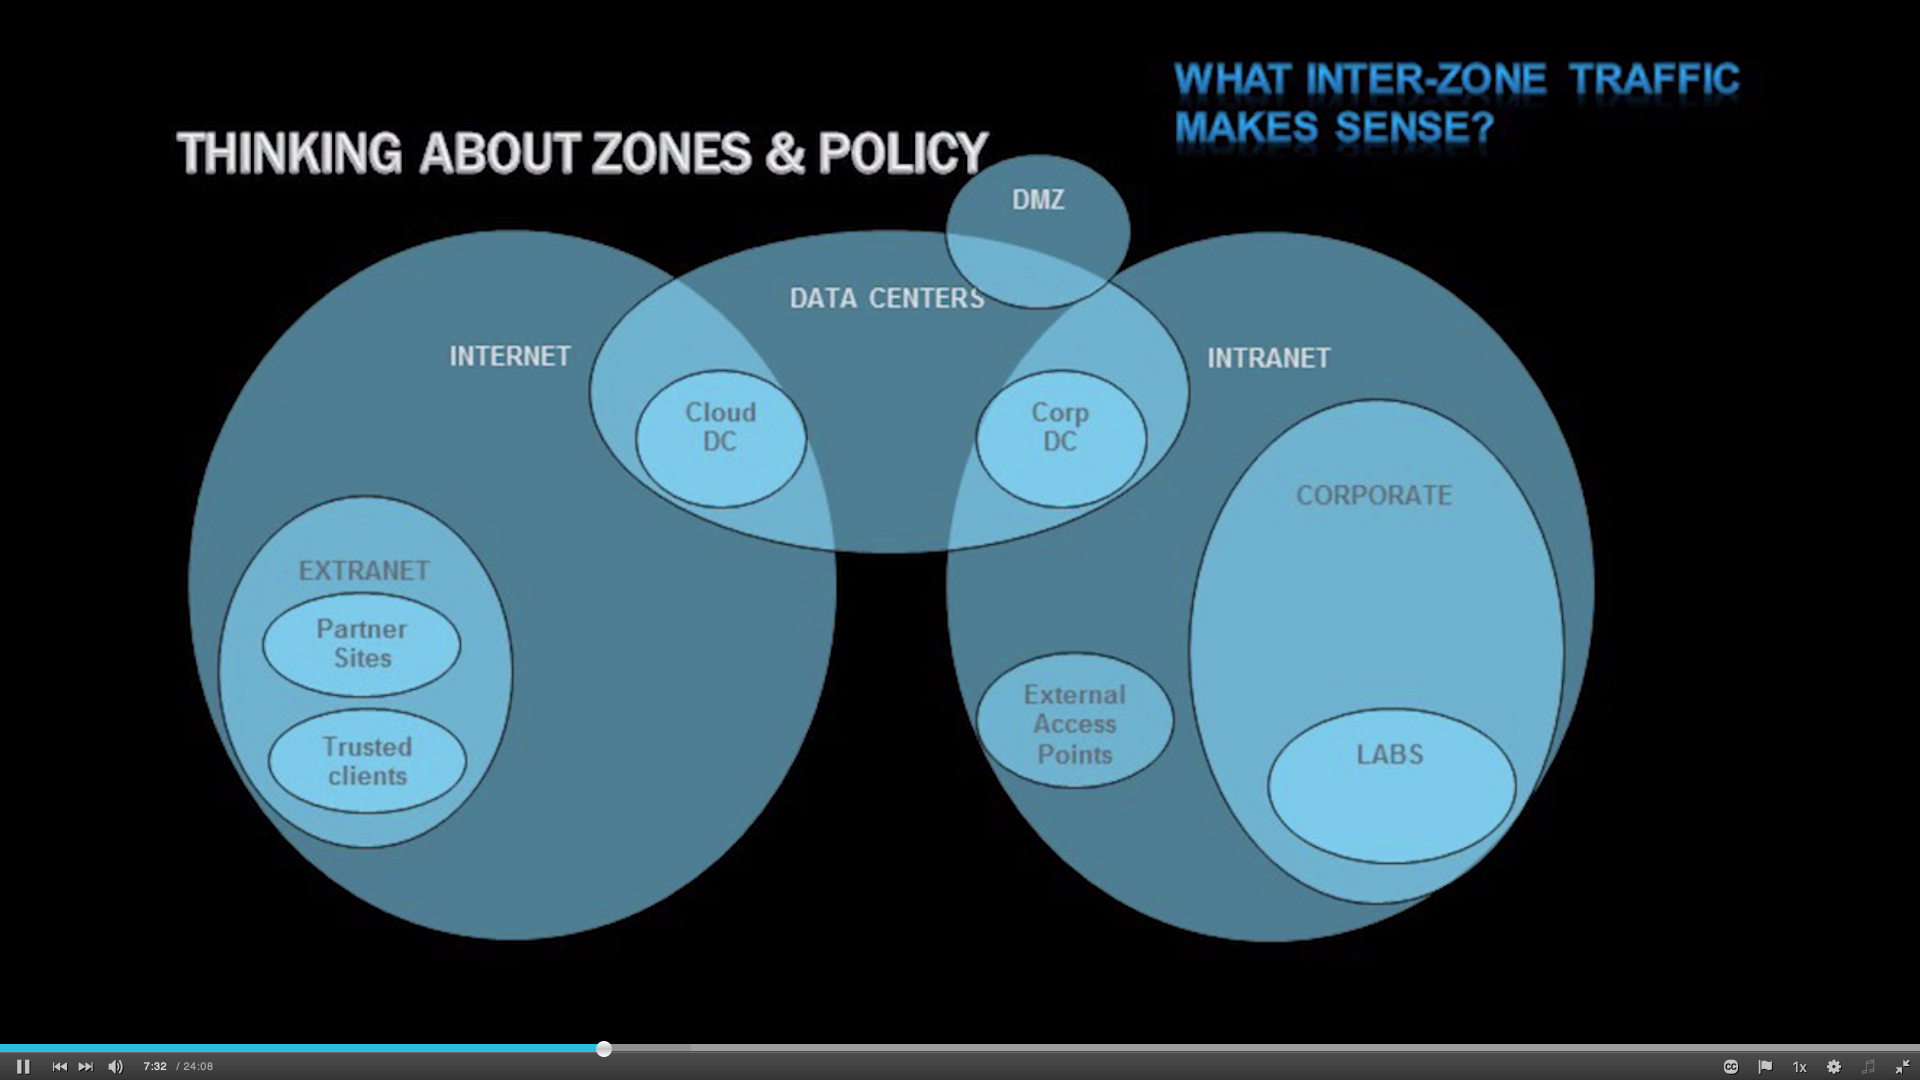 WHAT INTER-ZONE TRAFFIC
MAKES SENSE?
THINKING ABOUT ZONES & POLICY
DMZ
DATA CENTERS
INTERNET
INTRANET
Cloud
DC
Corp
DC
CORPORATE
EXTRANET
Partner
Sites
External
Access
Points
Trusted
clients
LABS
7:32 / 24:08
CC
1x